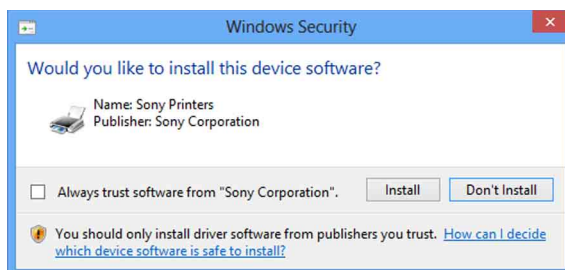 Windows Security
Would you like to install this device software?
Name: Sony Printers
Publisher: Sony Corporation
Always trust software from "Sony Corporation". Install Don't Install
You should only install driver software from publishers you trust. How can I decide
which device software is safe to install?